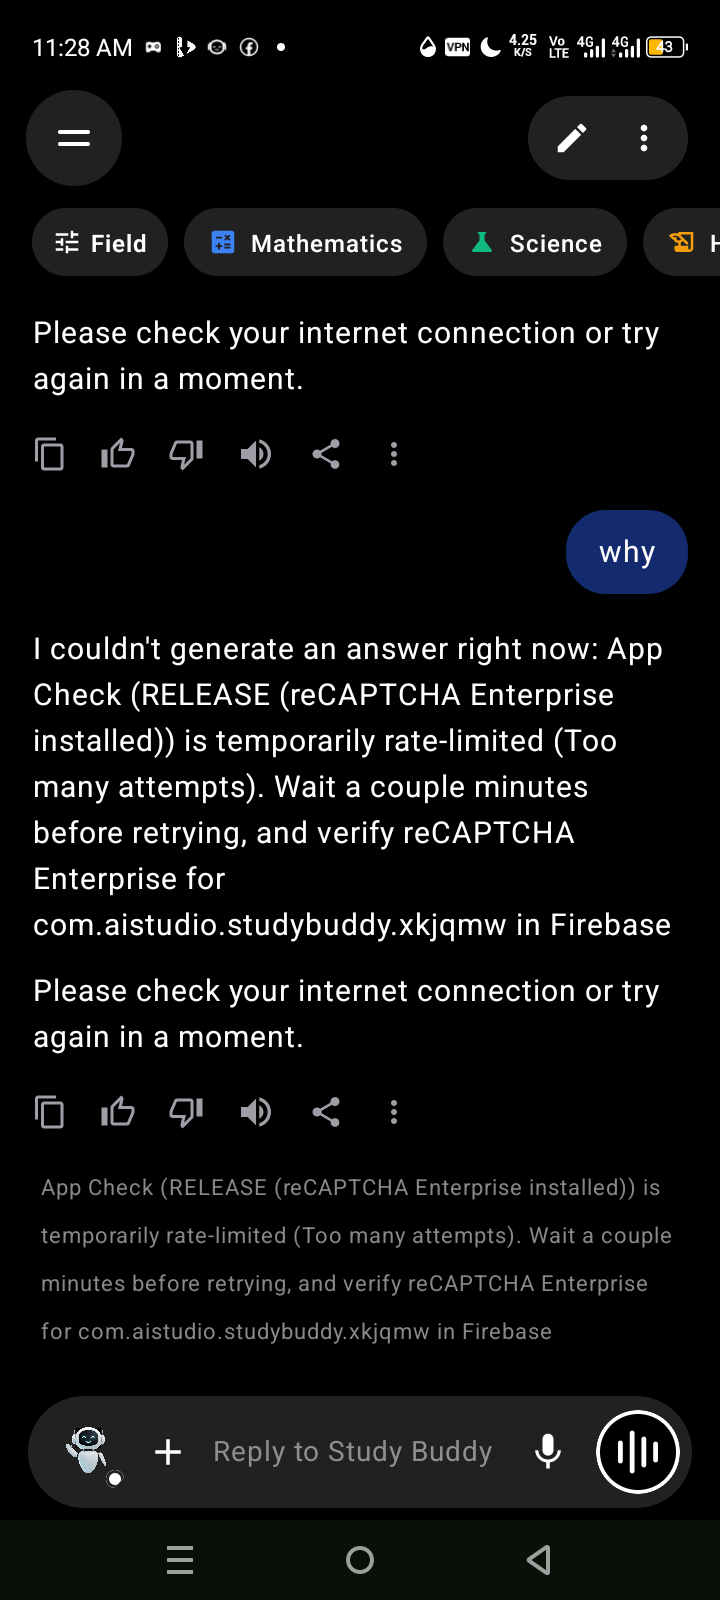 11:28 AM VPN 4.25 K/S Vo LTE 4G 4G 43
Field Mathematics Science H
Please check your internet connection or try
again in a moment.
why
I couldn't generate an answer right now: App
Check (RELEASE (reCAPTCHA Enterprise
installed)) is temporarily rate-limited (Too
many attempts). Wait a couple minutes
before retrying, and verify reCAPTCHA
Enterprise for
com.aistudio.studybuddy.xkjqmw in Firebase
Please check your internet connection or try
again in a moment.
App Check (RELEASE (reCAPTCHA Enterprise installed)) is
temporarily rate-limited (Too many attempts). Wait a couple
minutes before retrying, and verify reCAPTCHA Enterprise
for com.aistudio.studybuddy.xkjqmw in Firebase
Reply to Study Buddy